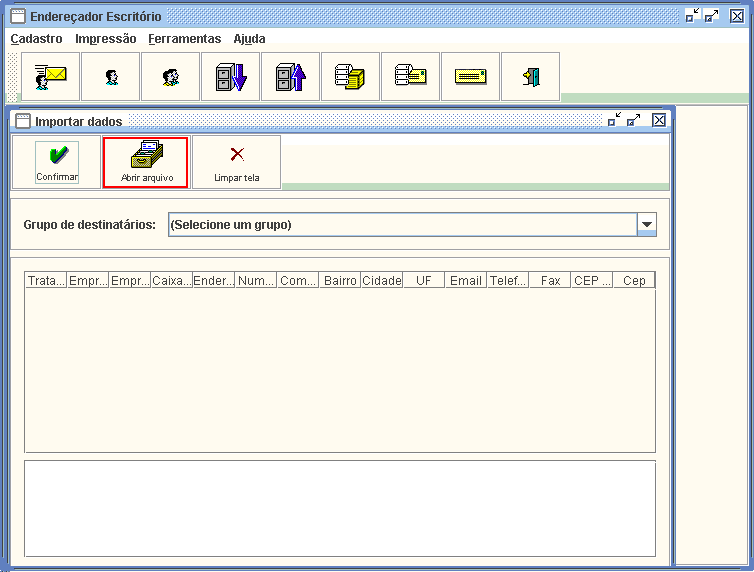 Endereçador Escritório
Cadastro Impressão Ferramentas Ajuda
Importar dados
Confirmar Abrir arquivo Limpar tela
Grupo de destinatários: (Selecione um grupo)
Trata... Empr... Empr... Caixa... Ender... Num... Com... Bairro Cidade UF Email Telef... Fax CEP ... Cep